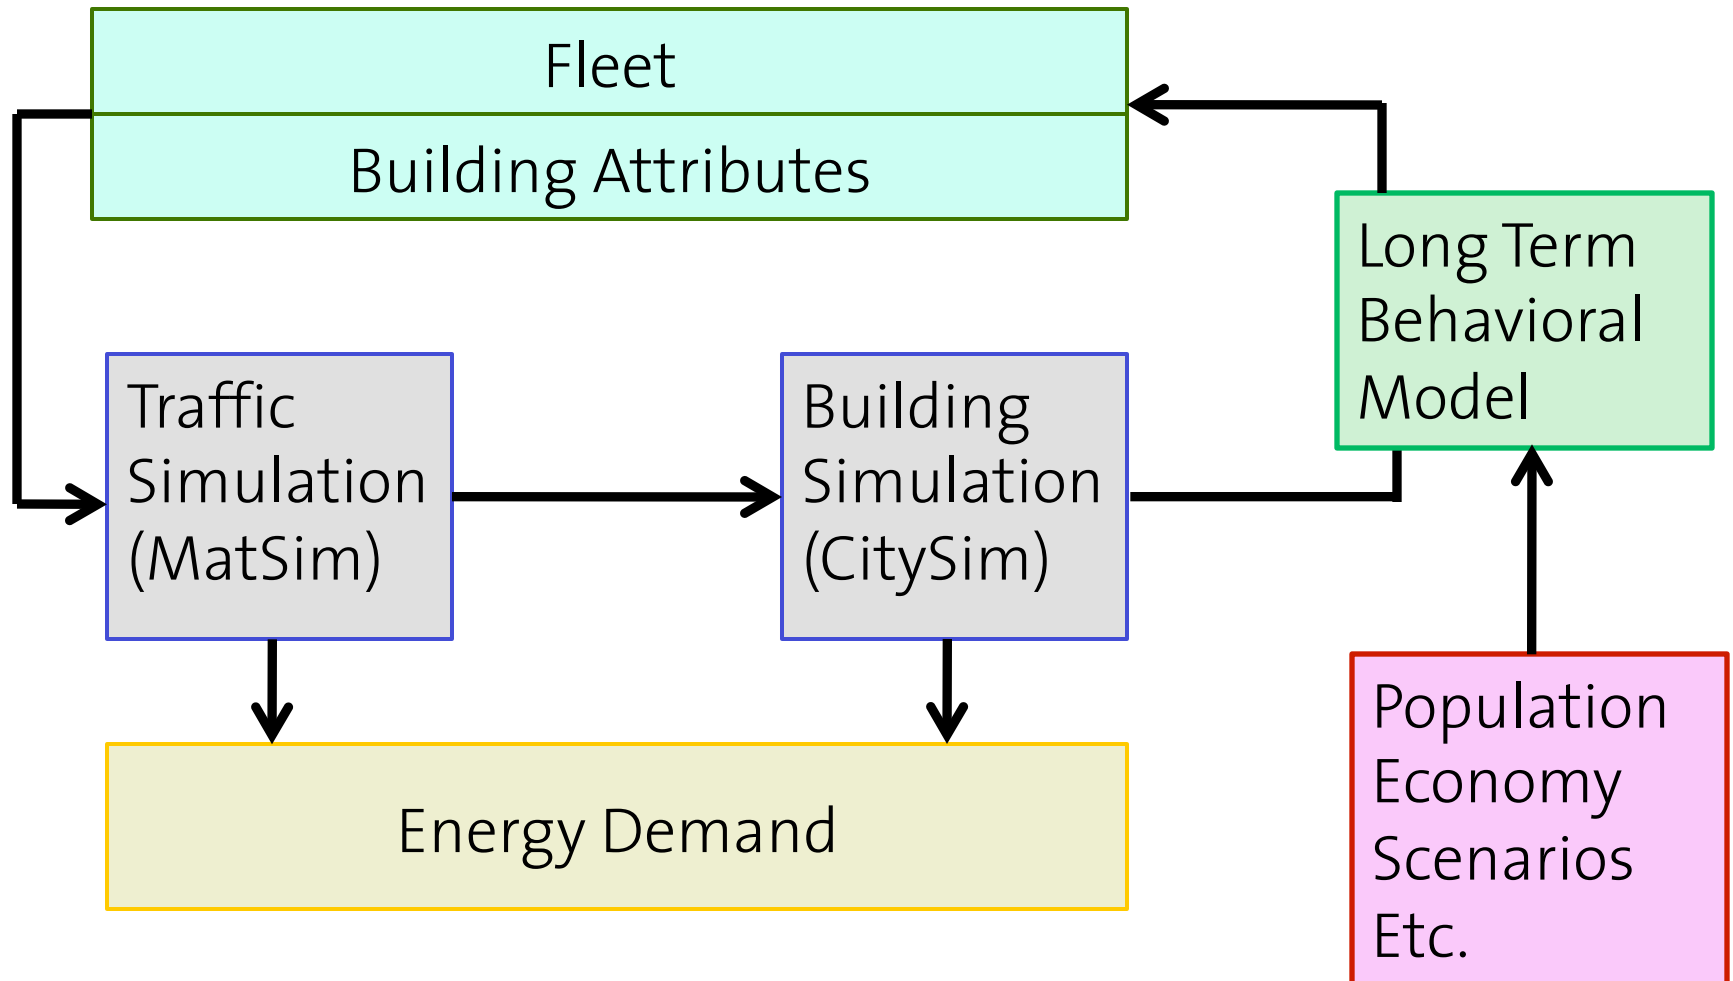 Fleet
Building Attributes
Long Term
Behavioral
Model
Traffic
Simulation
(MatSim)
Building
Simulation
(CitySim)
Energy Demand
Population
Economy
Scenarios
Etc.